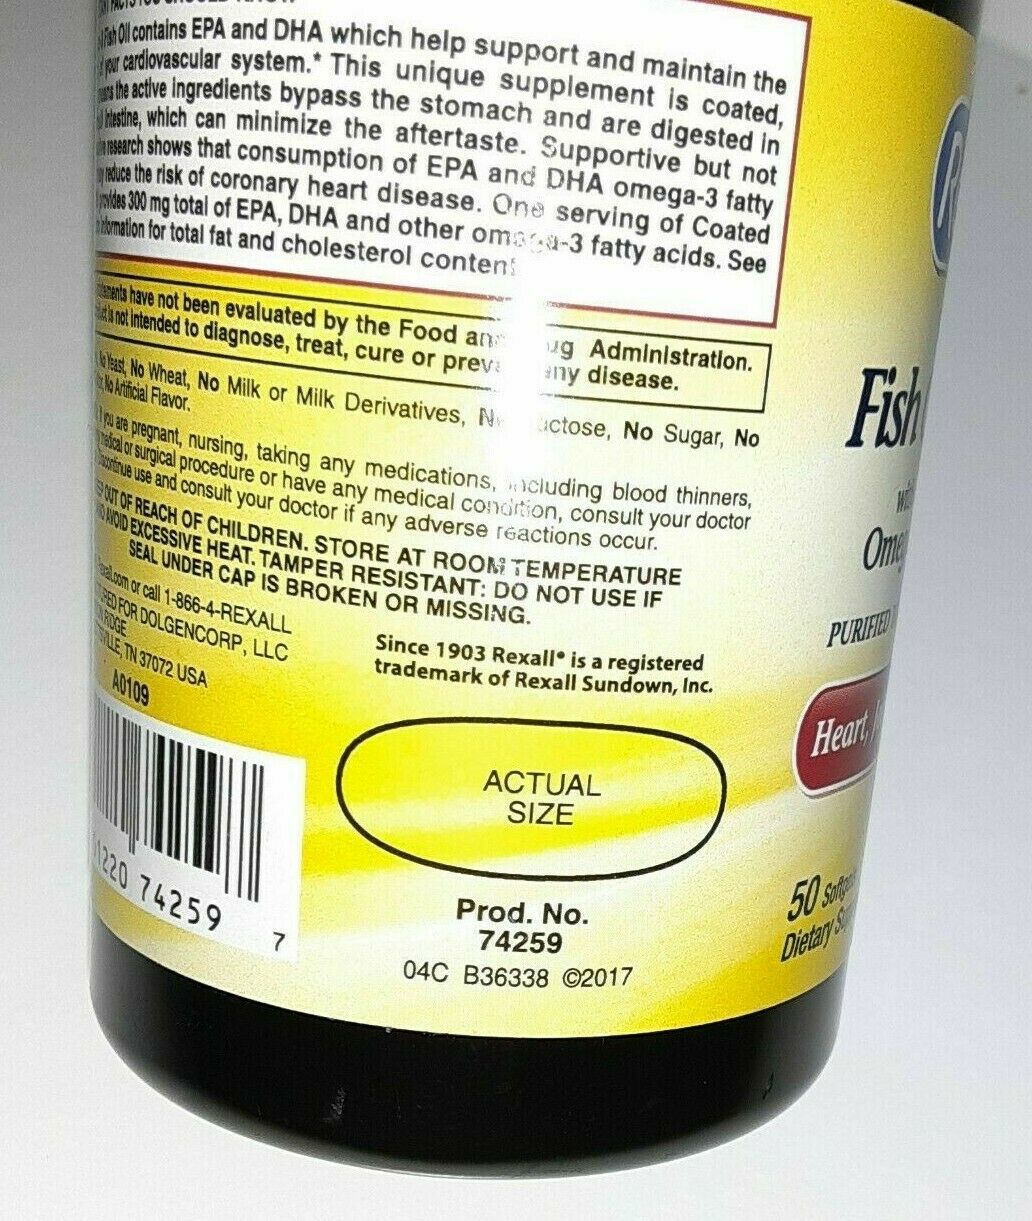 FACTS YOU SHOULD KNOW
Fish Oil contains EPA and DHA which help support and maintain the
your cardiovascular system.* This unique supplement is coated,
the active ingredients bypass the stomach and are digested in
intestine, which can minimize the aftertaste. Supportive but not
research shows that consumption of EPA and DHA omega-3 fatty
reduce the risk of coronary heart disease. One serving of Coated
provides 300 mg total of EPA, DHA and other omega-3 fatty acids. See
information for total fat and cholesterol content
have not been evaluated by the Food and Drug Administration.
is not intended to diagnose, treat, cure or prevent any disease.
No Yeast, No Wheat, No Milk or Milk Derivatives, No Lactose, No Sugar, No
No Artificial Flavor.
If you are pregnant, nursing, taking any medications, including blood thinners,
medical or surgical procedure or have any medical condition, consult your doctor
Discontinue use and consult your doctor if any adverse reactions occur.
OUT OF REACH OF CHILDREN. STORE AT ROOM TEMPERATURE
AVOID EXCESSIVE HEAT. TAMPER RESISTANT: DO NOT USE IF
SEAL UNDER CAP IS BROKEN OR MISSING.
Rexall.com or call 1-866-4-REXALL
FOR DOLGENCORP, LLC
RIDGE
TN 37072 USA
A0109
Since 1903 Rexall® is a registered
trademark of Rexall Sundown, Inc.
ACTUAL
SIZE
1220 74259 7
Prod. No.
74259
04C B36338 ©2017
Fish
Omeg
PURIFIED
Heart, J
50 Softgels
Dietary